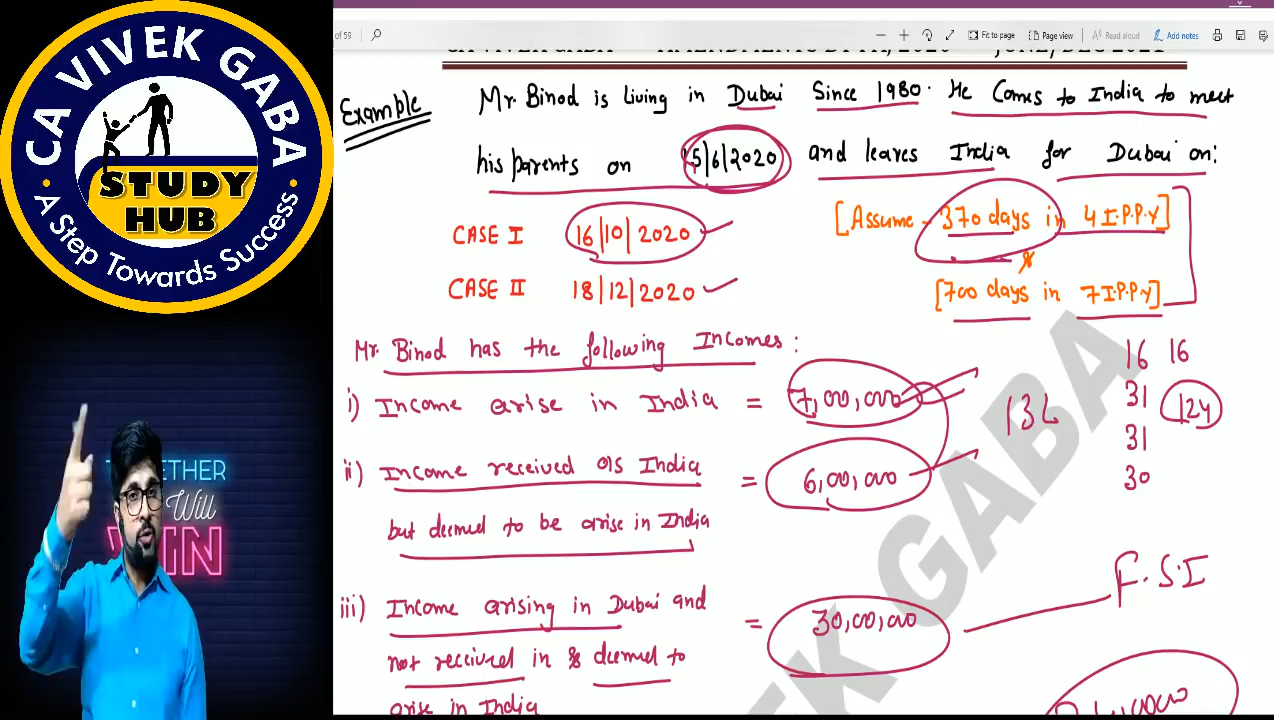 CA VIVEK GABA
STUDY
HUB
A Step Towards Success
TOGETHER
Will
WIN
of 59
Fit to page
Page view
Read aloud
Add notes
Example
Mr. Binod is living in Dubai Since 1980. He Comes to India to meet
his parents on 15/6/2020 and leaves India for Dubai on:
CASE I 16/10/2020
[Assume - 370 days in 4 I.P.P.Y]
&
CASE II 18/12/2020
[700 days in 7 I.P.P.Y]
Mr. Binod has the following Incomes:
i) Income arise in India = 7,00,000
ii) Income received O/S India = 6,00,000
but deemed to be arise in India
iii) Income arising in Dubai and = 30,00,000
not received in & deemed to
arise in India
16 16
31 124
31
30
F.S.I
VEK GABA